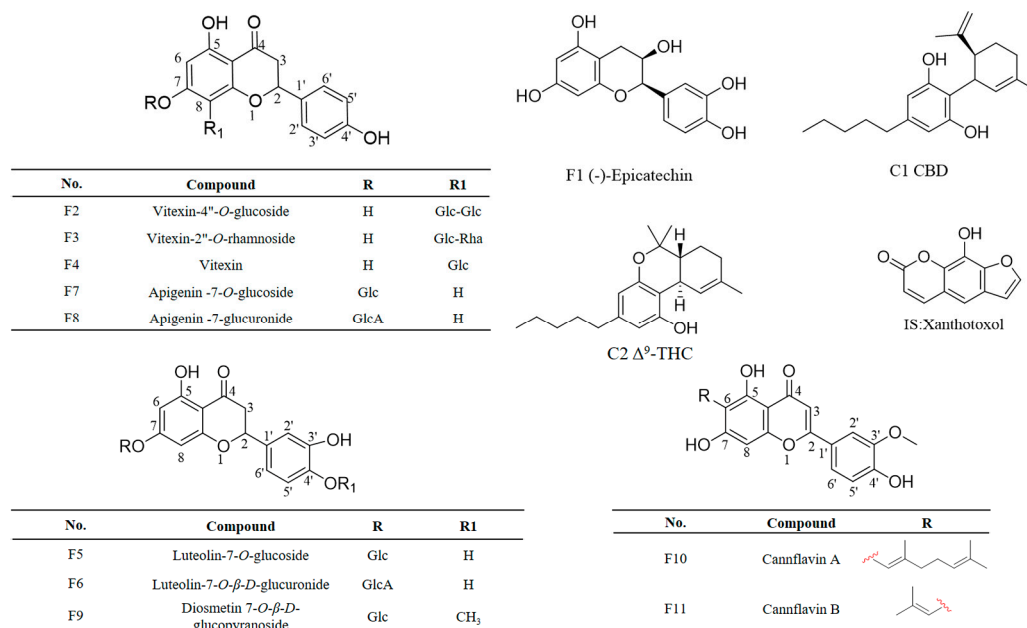 OH
O
5
4
6
3
7
6'
1'
2
RO
8
O
1
5'
R1
2'
4'
3'
OH
No. Compound R R1
F2 Vitexin-4"-O-glucoside H Glc-Glc
F3 Vitexin-2"-O-rhamnoside H Glc-Rha
F4 Vitexin H Glc
F7 Apigenin -7-O-glucoside Glc H
F8 Apigenin -7-glucuronide GlcA H
OH
OH
HO
O
OH
OH
F1 (-)-Epicatechin
OH
OH
C1 CBD
H
O
H
OH
C2 Δ9-THC
OH
O
O
O
IS:Xanthotoxol
OH
O
5
4
6
3
7
2'
3'
OH
1'
2
RO
8
O
1
4'
6'
OR1
5'
No. Compound R R1
F5 Luteolin-7-O-glucoside Glc H
F6 Luteolin-7-O-β-D-glucuronide GlcA H
F9 Diosmetin 7-O-β-D-
glucopyranoside Glc CH3
OH
O
R
5
4
6
3
2'
3'
O
7
2
1'
HO
8
O
1
4'
OH
6'
5'
No. Compound R
F10 Cannflavin A
F11 Cannflavin B